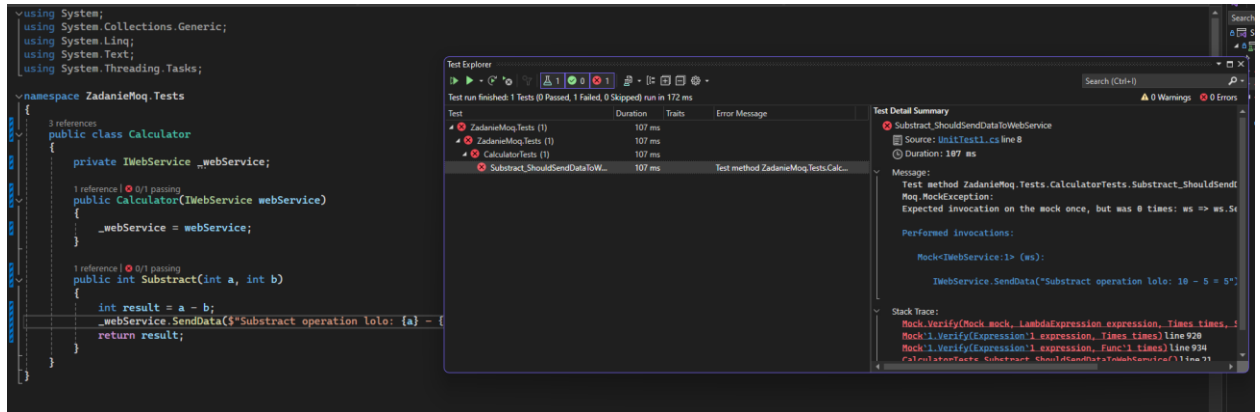 using System;
using System.Collections.Generic;
using System.Linq;
using System.Text;
using System.Threading.Tasks;
namespace ZadanieMoq.Tests
{
3 references
public class Calculator
{
private IWebService _webService;
1 reference | 0/1 passing
public Calculator(IWebService webService)
{
_webService = webService;
}
1 reference | 0/1 passing
public int Substract(int a, int b)
{
int result = a - b;
_webService.SendData($"Substract operation lolo: {a} - {
return result;
}
}
}
Test Explorer
1 0 1
Search (Ctrl+I)
Test run finished: 1 Tests (0 Passed, 1 Failed, 0 Skipped) run in 172 ms
0 Warnings 0 Errors
Test Duration Traits Error Message
ZadanieMoq.Tests (1) 107 ms
ZadanieMoq.Tests (1) 107 ms
CalculatorTests (1) 107 ms
Substract_ShouldSendDataToW... 107 ms Test method ZadanieMoq.Tests.Calc...
Test Detail Summary
Substract_ShouldSendDataToWebService
Source: UnitTest1.cs line 8
Duration: 107 ms
Message:
Test method ZadanieMoq.Tests.CalculatorTests.Substract_ShouldSend
Moq.MockException:
Expected invocation on the mock once, but was 0 times: ws => ws.Se
Performed invocations:
Mock<IWebService:1> (ws):
IWebService.SendData("Substract operation lolo: 10 - 5 = 5")
Stack Trace:
Mock.Verify(Mock mock, LambdaExpression expression, Times times,
Mock`1.Verify(Expression`1 expression, Times times) line 920
Mock`1.Verify(Expression`1 expression, Func`1 times) line 934
CalculatorTests.Substract_ShouldSendDataToWebService() line 21
Search